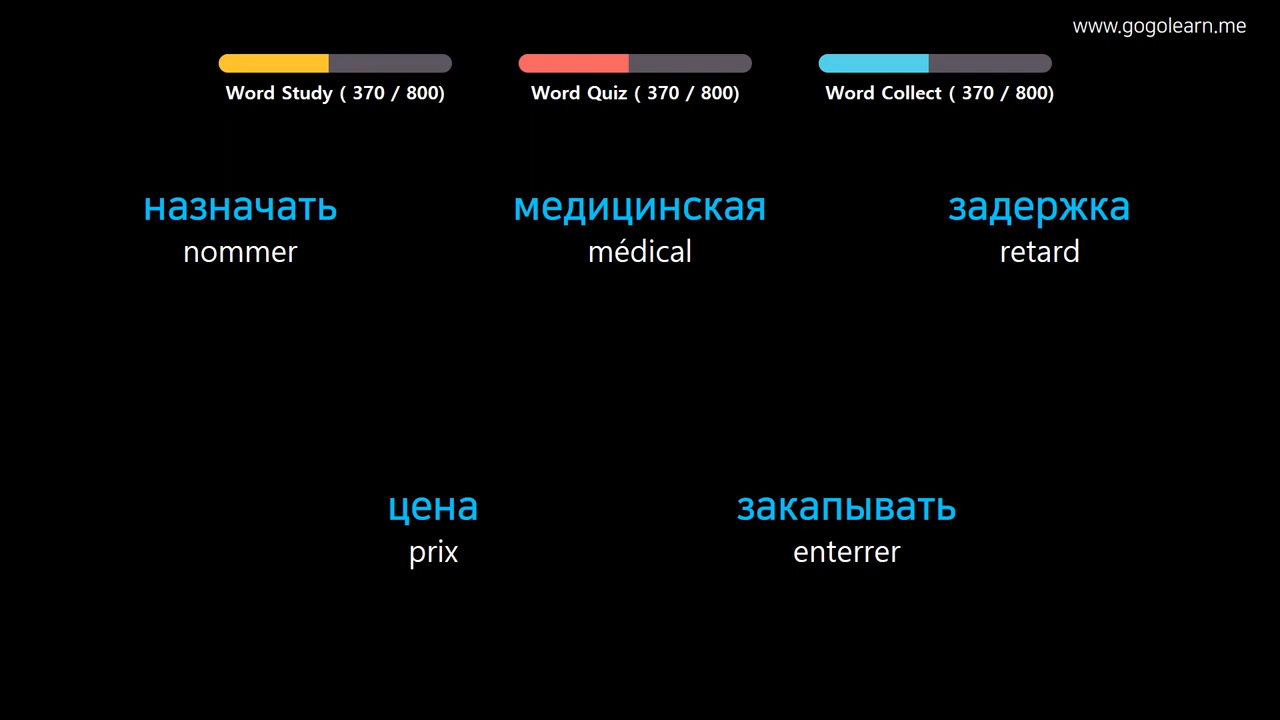 www.gogolearn.me
Word Study ( 370 / 800)
Word Quiz ( 370 / 800)
Word Collect ( 370 / 800)
назначать
nommer
медицинская
médical
задержка
retard
цена
prix
закапывать
enterrer